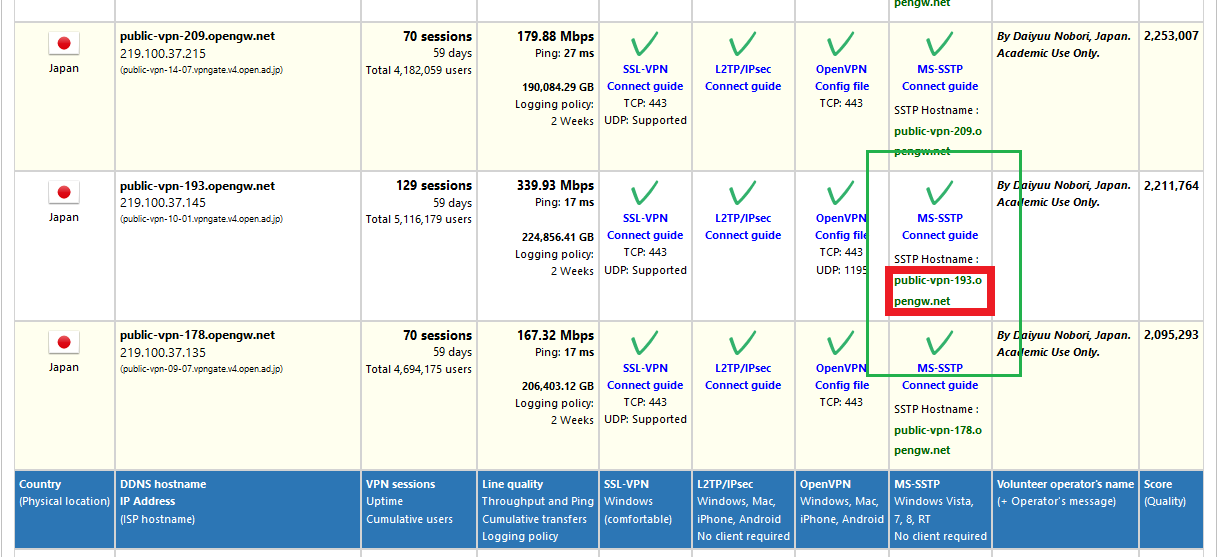 pengw.net
Japan
public-vpn-209.opengw.net
219.100.37.215
(public-vpn-14-07.vpngate.v4.open.ad.jp)
70 sessions
59 days
Total 4,182,059 users
179.88 Mbps
Ping: 27 ms
190,084.29 GB
Logging policy:
2 Weeks
SSL-VPN
Connect guide
TCP: 443
UDP: Supported
L2TP/IPsec
Connect guide
OpenVPN
Config file
TCP: 443
MS-SSTP
Connect guide
SSTP Hostname :
public-vpn-209.o
pengw.net
By Daiyuu Nobori, Japan.
Academic Use Only.
2,253,007
Japan
public-vpn-193.opengw.net
219.100.37.145
(public-vpn-10-01.vpngate.v4.open.ad.jp)
129 sessions
59 days
Total 5,116,179 users
339.93 Mbps
Ping: 17 ms
224,856.41 GB
Logging policy:
2 Weeks
SSL-VPN
Connect guide
TCP: 443
UDP: Supported
L2TP/IPsec
Connect guide
OpenVPN
Config file
TCP: 443
UDP: 1195
MS-SSTP
Connect guide
SSTP Hostname :
public-vpn-193.o
pengw.net
By Daiyuu Nobori, Japan.
Academic Use Only.
2,211,764
Japan
public-vpn-178.opengw.net
219.100.37.135
(public-vpn-09-07.vpngate.v4.open.ad.jp)
70 sessions
59 days
Total 4,694,175 users
167.32 Mbps
Ping: 17 ms
206,403.12 GB
Logging policy:
2 Weeks
SSL-VPN
Connect guide
TCP: 443
UDP: Supported
L2TP/IPsec
Connect guide
OpenVPN
Config file
TCP: 443
MS-SSTP
Connect guide
SSTP Hostname :
public-vpn-178.o
pengw.net
By Daiyuu Nobori, Japan.
Academic Use Only.
2,095,293
Country
(Physical location)
DDNS hostname
IP Address
(ISP hostname)
VPN sessions
Uptime
Cumulative users
Line quality
Throughput and Ping
Cumulative transfers
Logging policy
SSL-VPN
Windows
(comfortable)
L2TP/IPsec
Windows, Mac,
iPhone, Android
No client required
OpenVPN
Windows, Mac,
iPhone, Android
MS-SSTP
Windows Vista,
7, 8, RT
No client required
Volunteer operator's name
(+ Operator's message)
Score
(Quality)